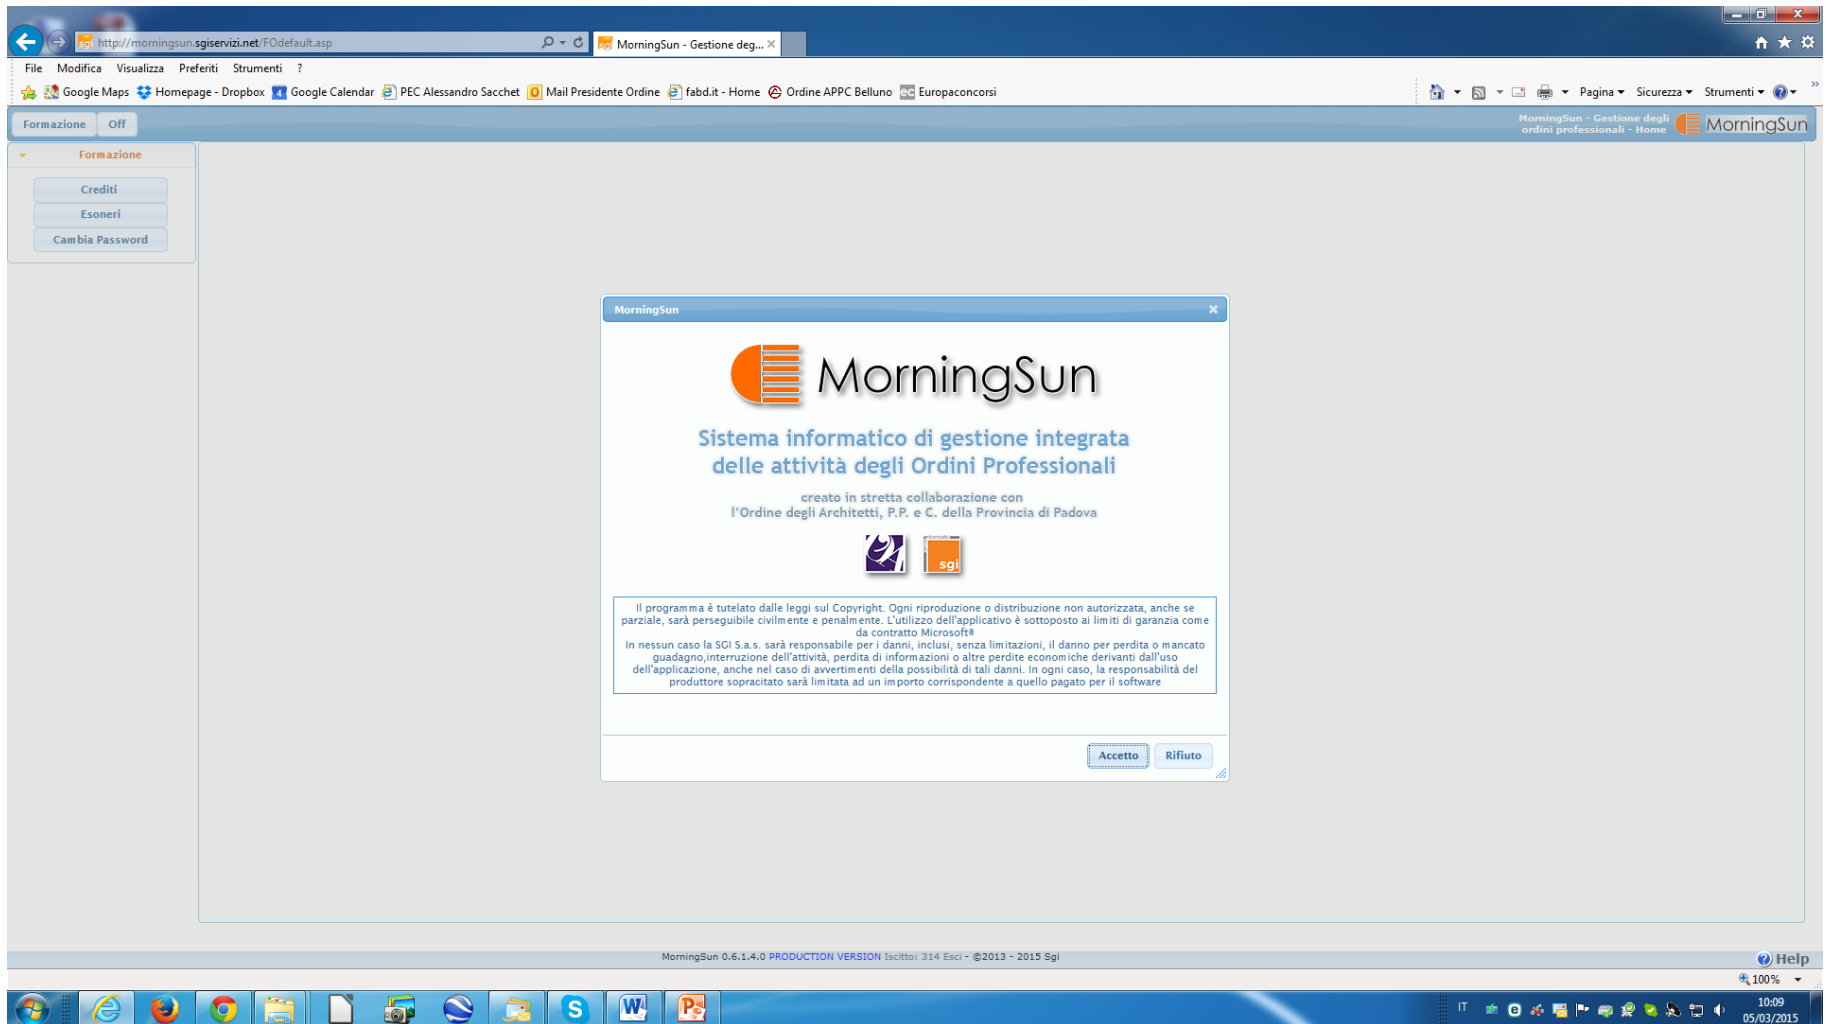 http://morningsun.sgiservizi.net/FOdefault.asp
MorningSun - Gestione deg...
File Modifica Visualizza Preferiti Strumenti ?
Google Maps Homepage - Dropbox 4 Google Calendar PEC Alessandro Sacchet Mail Presidente Ordine fabd.it - Home Ordine APPC Belluno ec Europaconcorsi
Pagina Sicurezza Strumenti
Formazione Off
MorningSun - Gestione degli
ordini professionali - Home
MorningSun
Formazione
Crediti
Esoneri
Cambia Password
MorningSun
MorningSun
Sistema informatico di gestione integrata
delle attività degli Ordini Professionali
creato in stretta collaborazione con
l'Ordine degli Architetti, P.P. e C. della Provincia di Padova
sgi
Il programma è tutelato dalle leggi sul Copyright. Ogni riproduzione o distribuzione non autorizzata, anche se
parziale, sarà perseguibile civilmente e penalmente. L'utilizzo dell'applicativo è sottoposto ai limiti di garanzia come
da contratto Microsoft®
In nessun caso la SGI S.a.s. sarà responsabile per i danni, inclusi, senza limitazioni, il danno per perdita o mancato
guadagno,interruzione dell'attività, perdita di informazioni o altre perdite economiche derivanti dall'uso
dell'applicazione, anche nel caso di avvertimenti della possibilità di tali danni. In ogni caso, la responsabilità del
produttore sopracitato sarà limitata ad un importo corrispondente a quello pagato per il software
Accetto Rifiuto
MorningSun 0.6.1.4.0 PRODUCTION VERSION Iscitto: 314 Esci - ©2013 - 2015 Sgi
Help
100%
IT
10:09
05/03/2015